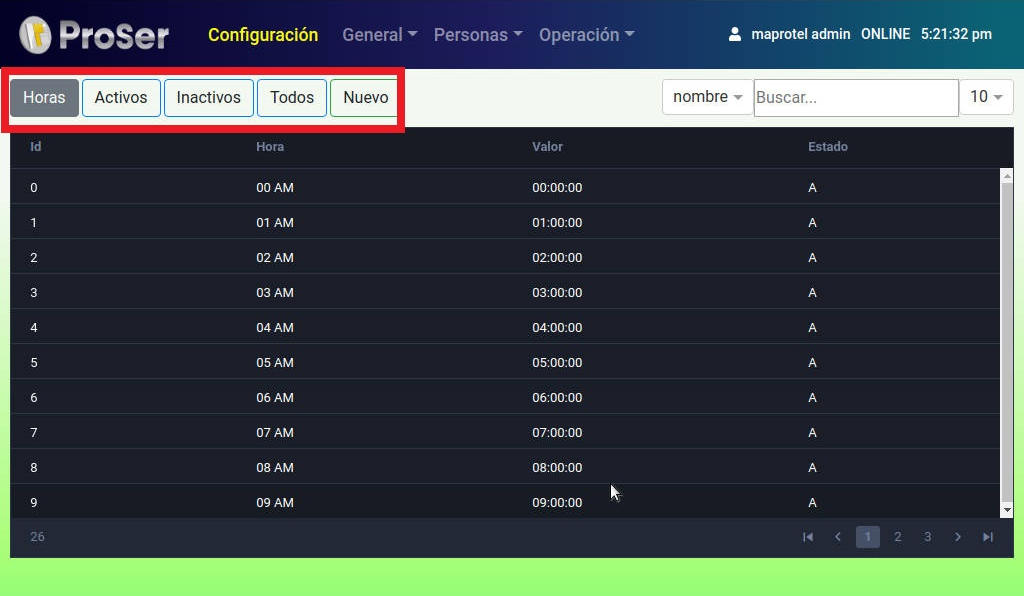 ProSer Configuración General Personas Operación maprotel admin ONLINE 5:21:32 pm
Horas Activos Inactivos Todos Nuevo nombre Buscar... 10
Id Hora Valor Estado
0 00 AM 00:00:00 A
1 01 AM 01:00:00 A
2 02 AM 02:00:00 A
3 03 AM 03:00:00 A
4 04 AM 04:00:00 A
5 05 AM 05:00:00 A
6 06 AM 06:00:00 A
7 07 AM 07:00:00 A
8 08 AM 08:00:00 A
9 09 AM 09:00:00 A
26 1 2 3